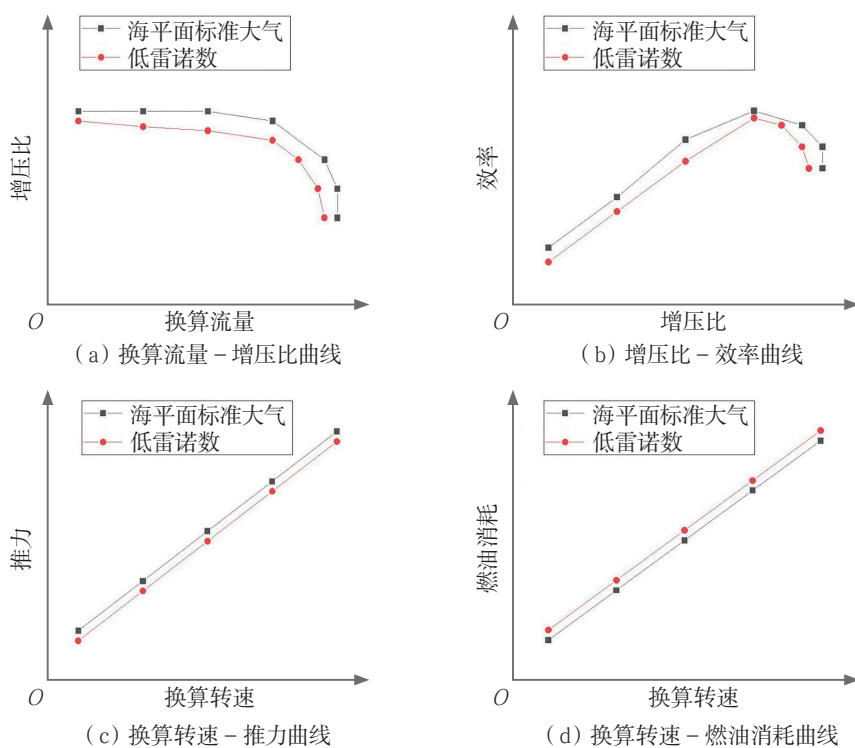 海平面标准大气
低雷诺数
增压比
O
换算流量
（a）换算流量－增压比曲线
海平面标准大气
低雷诺数
效率
O
增压比
（b）增压比－效率曲线
海平面标准大气
低雷诺数
推力
O
换算转速
（c）换算转速－推力曲线
海平面标准大气
低雷诺数
燃油消耗
O
换算转速
（d）换算转速－燃油消耗曲线